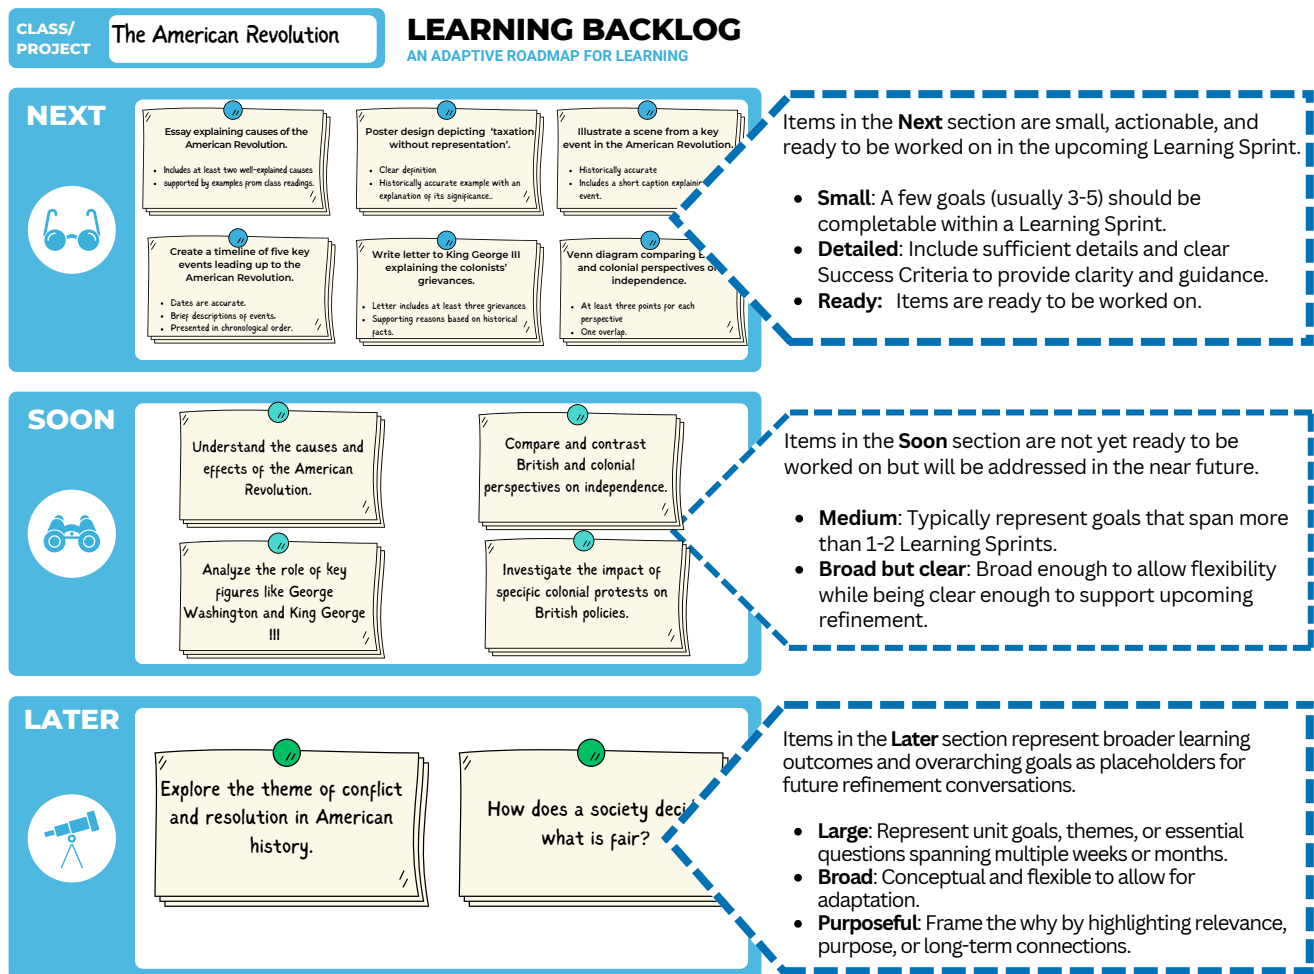 CLASS/
PROJECT
The American Revolution
LEARNING BACKLOG
AN ADAPTIVE ROADMAP FOR LEARNING
NEXT
Essay explaining causes of the
American Revolution.
• Includes at least two well-explained causes
• supported by examples from class readings.
Poster design depicting 'taxation
without representation'.
• Clear definition
• Historically accurate example with an
explanation of its significance..
Illustrate a scene from a key
event in the American Revolution.
• Historically accurate
• Includes a short caption
event.
Create a timeline of five key
events leading up to the
American Revolution.
• Dates are accurate.
• Brief descriptions of events.
• Presented in chronological order.
Write letter to King George III
explaining the colonists'
grievances.
• Letter includes at least three grievances
• Supporting reasons based on historical
facts.
Venn diagram comparing
and colonial perspectives
independence.
• At least three points for each
perspective
• One overlap.
Items in the Next section are small, actionable, and
ready to be worked on in the upcoming Learning Sprint.
• Small: A few goals (usually 3-5) should be
completable within a Learning Sprint.
• Detailed: Include sufficient details and clear
Success Criteria to provide clarity and guidance.
• Ready: Items are ready to be worked on.
SOON
Understand the causes and
effects of the American
Revolution.
Compare and contrast
British and colonial
perspectives on independence.
Analyze the role of key
figures like George
Washington and King George
III
Investigate the impact of
specific colonial protests on
British policies.
Items in the Soon section are not yet ready to be
worked on but will be addressed in the near future.
• Medium: Typically represent goals that span more
than 1-2 Learning Sprints.
• Broad but clear: Broad enough to allow flexibility
while being clear enough to support upcoming
refinement.
LATER
Explore the theme of conflict
and resolution in American
history.
How does a society
what is fair?
Items in the Later section represent broader learning
outcomes and overarching goals as placeholders for
future refinement conversations.
• Large: Represent unit goals, themes, or essential
questions spanning multiple weeks or months.
• Broad: Conceptual and flexible to allow for
adaptation.
• Purposeful: Frame the why by highlighting relevance,
purpose, or long-term connections.